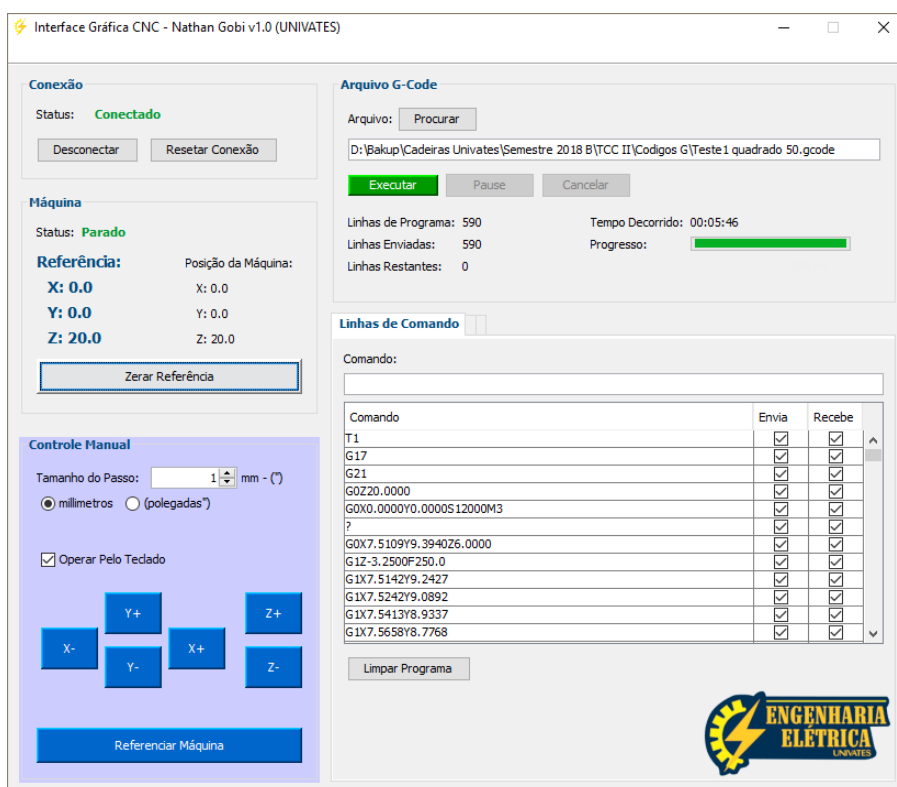 Interface Gráfica CNC - Nathan Gobi v1.0 (UNIVATES)
Conexão
Status: Conectado
Desconectar Resetar Conexão
Máquina
Status: Parado
Referência: Posição da Máquina:
X: 0.0 X: 0.0
Y: 0.0 Y: 0.0
Z: 20.0 Z: 20.0
Zerar Referência
Controle Manual
Tamanho do Passo: 1 mm - (")
milimetros (polegadas")
Operar Pelo Teclado
Y+ Z+
X- X+
Y- Z-
Referenciar Máquina
Arquivo G-Code
Arquivo: Procurar
D:\Bakup\Cadeiras Univates\Semestre 2018 B\TCC II\Codigos G\Teste1 quadrado 50.gcode
Executar Pause Cancelar
Linhas de Programa: 590 Tempo Decorrido: 00:05:46
Linhas Enviadas: 590 Progresso:
Linhas Restantes: 0
Linhas de Comando
Comando:
Comando Envia Recebe
T1
G17
G21
G0Z20.0000
G0X0.0000Y0.0000S12000M3
?
G0X7.5109Y9.3940Z6.0000
G1Z-3.2500F250.0
G1X7.5142Y9.2427
G1X7.5242Y9.0892
G1X7.5413Y8.9337
G1X7.5658Y8.7768
Limpar Programa
ENGENHARIA
ELÉTRICA
UNIVATES